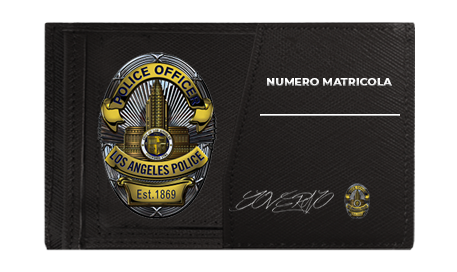 POLICE OFFICER
LOS ANGELES POLICE
Est.1869
NUMERO MATRICOLA